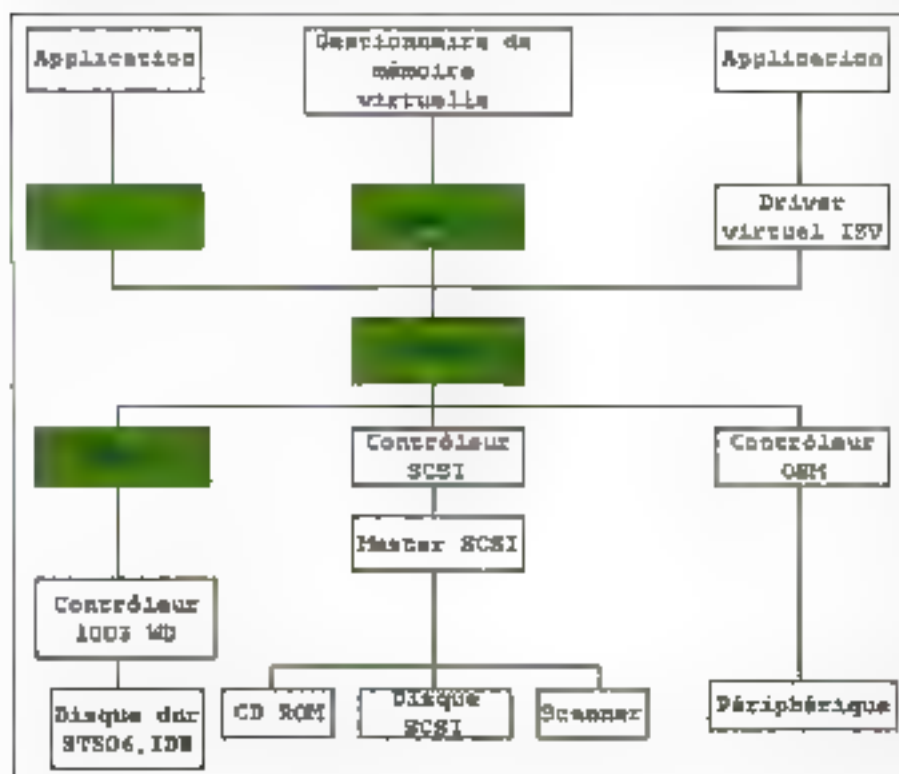 Application
Gestionnaire de
mémoire
virtuelle
Application
Driver
virtuel ISV
Contrôleur
SCSI
Contrôleur
OEM
Master SCSI
Contrôleur
1003 WD
Disque dur
ST506, IDE
CD ROM
Disque
SCSI
Scanner
Périphérique